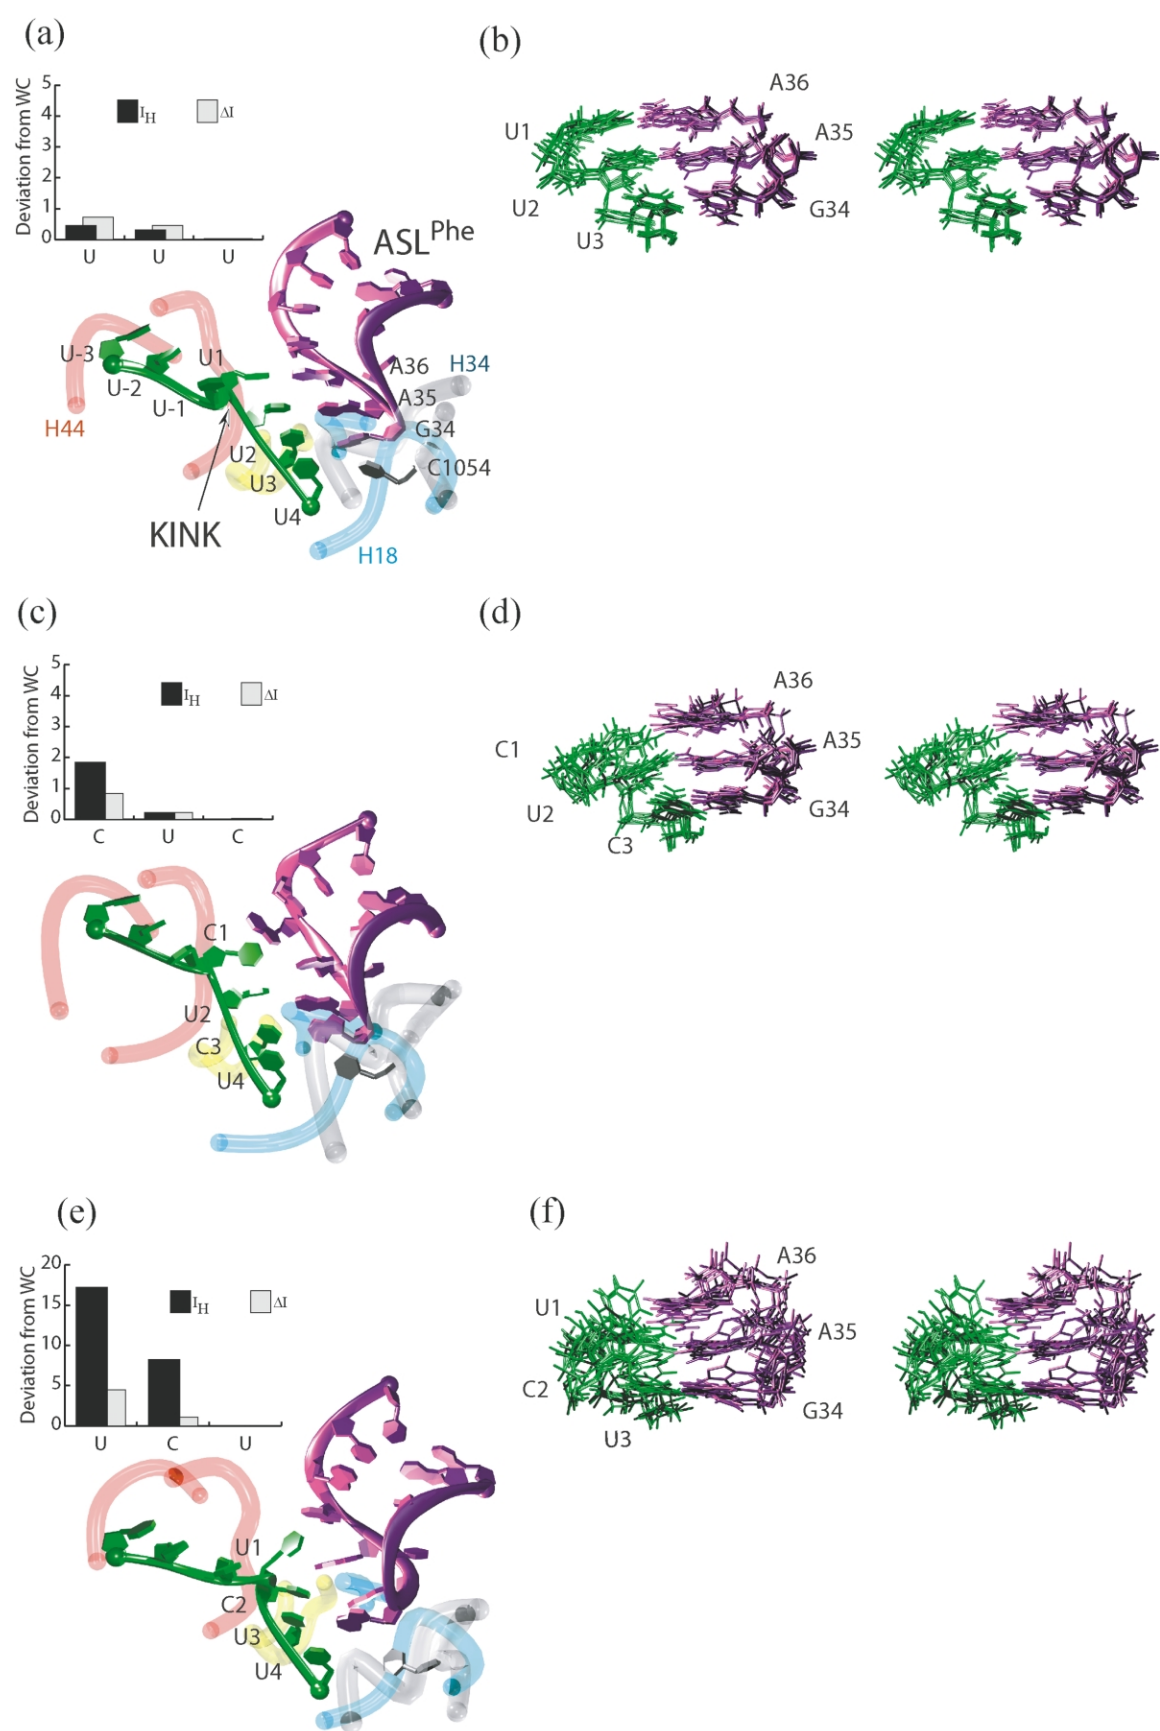 (a)
5
4
3
2
1
0
Deviation from WC
I_H ΔI
U U U
ASL^Phe
U-3
U-2
U-1
U1
H44
U2
U3
U4
KINK
A36
A35
G34
H34
C1054
H18
(b)
A36
U1
A35
U2
G34
U3
(c)
5
4
3
2
1
0
Deviation from WC
I_H ΔI
C U C
C1
U2
C3
U4
(d)
A36
C1
A35
U2
G34
C3
(e)
20
15
10
5
0
Deviation from WC
I_H ΔI
U C U
U1
C2
U3
U4
(f)
A36
U1
A35
C2
G34
U3